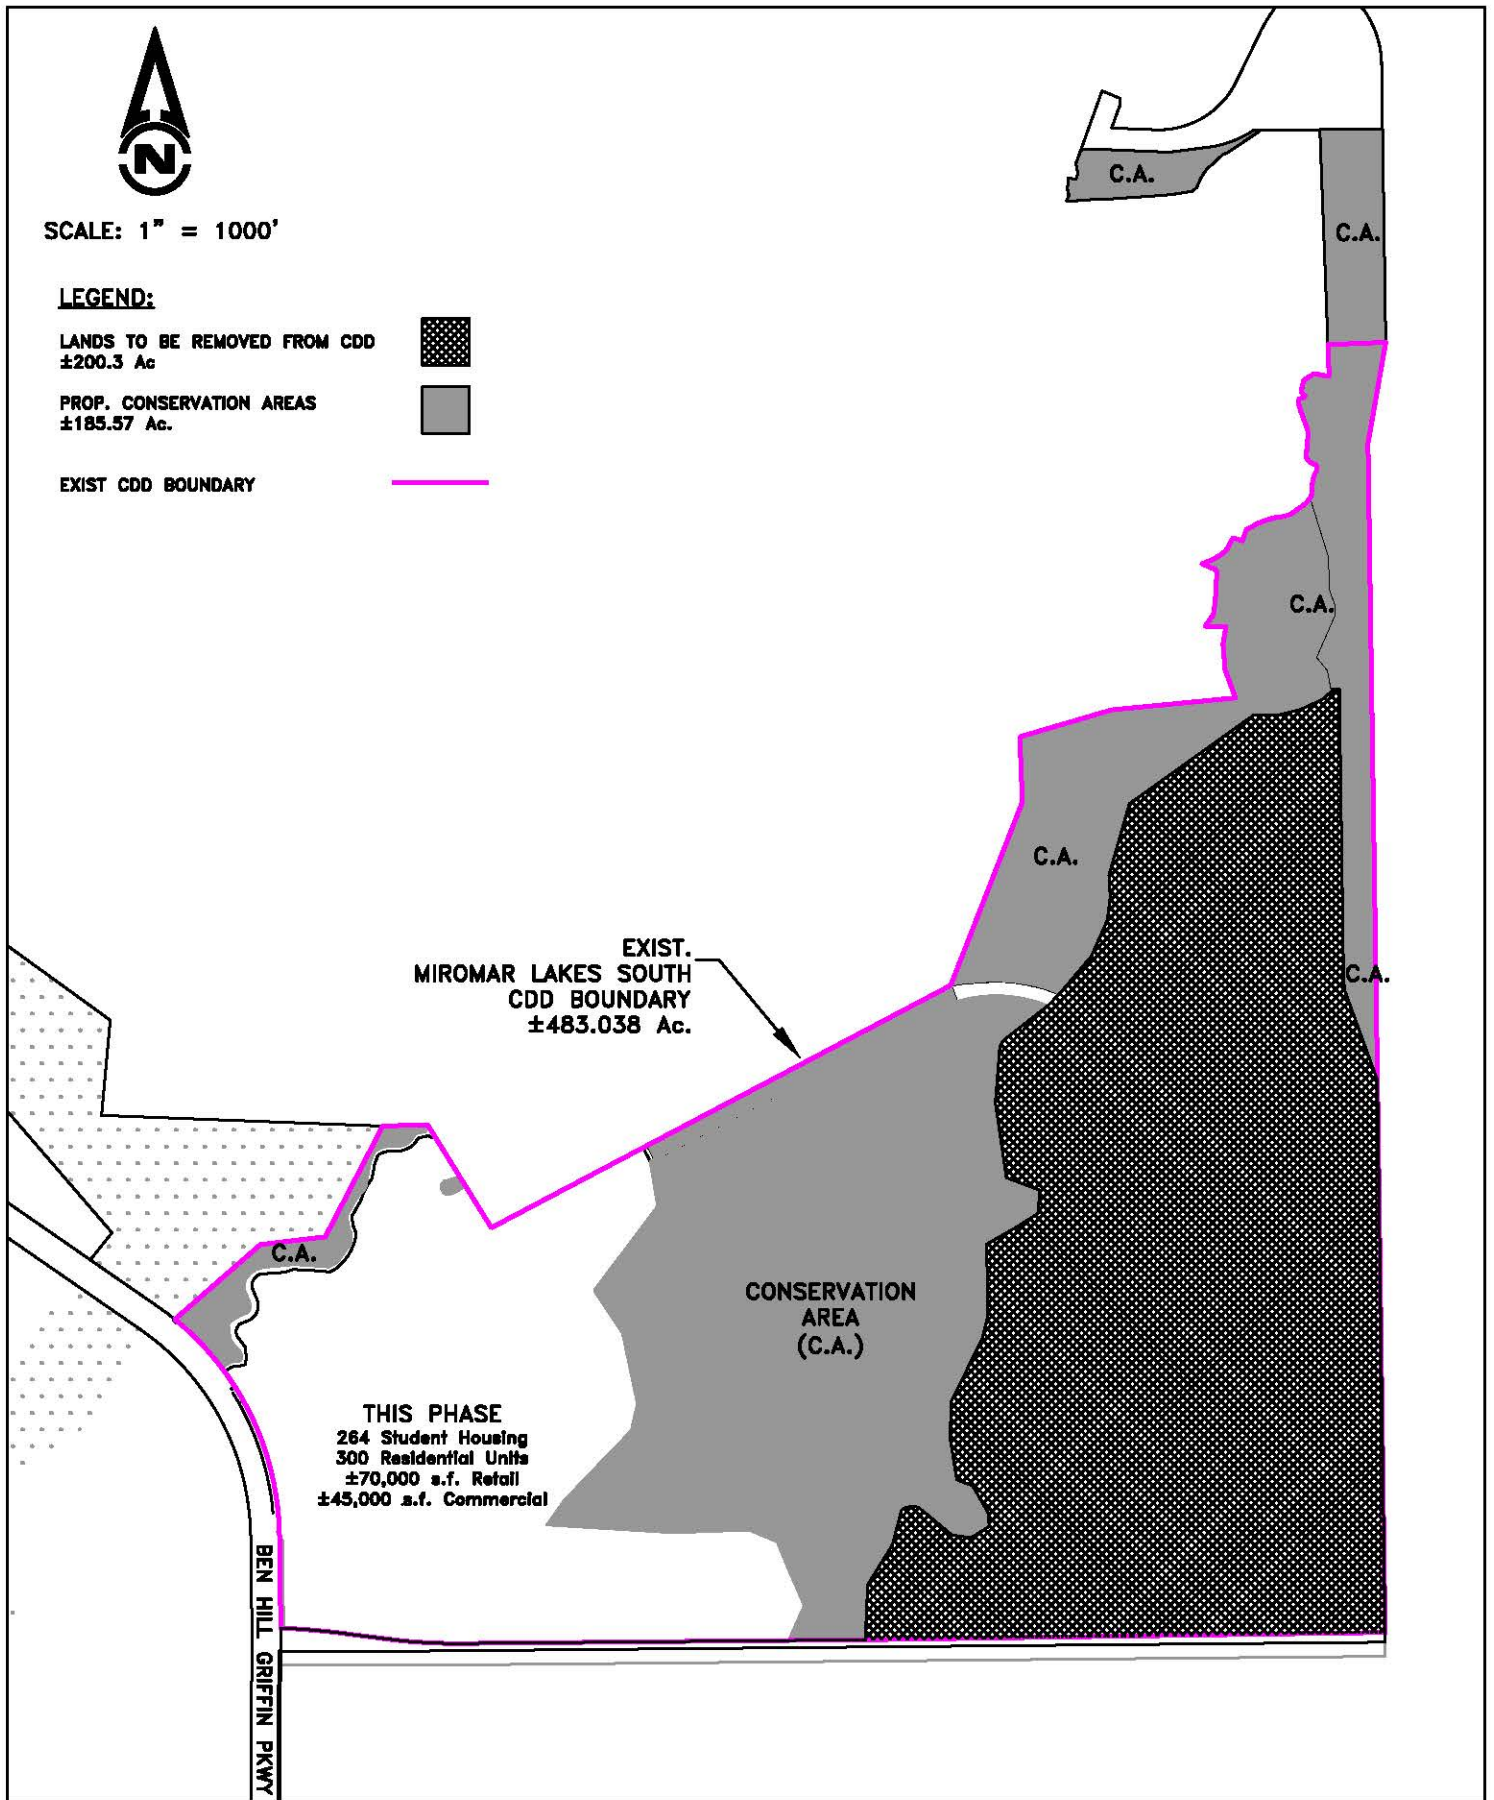 N
SCALE: 1" = 1000'
LEGEND:
LANDS TO BE REMOVED FROM CDD
±200.3 Ac
PROP. CONSERVATION AREAS
±185.57 Ac.
EXIST CDD BOUNDARY
C.A.
C.A.
C.A.
C.A.
EXIST.
MIROMAR LAKES SOUTH
CDD BOUNDARY
±483.038 Ac.
C.A.
C.A.
CONSERVATION
AREA
(C.A.)
THIS PHASE
264 Student Housing
300 Residential Units
±70,000 s.f. Retail
±45,000 s.f. Commercial
BEN HILL GRIFFIN PKWY